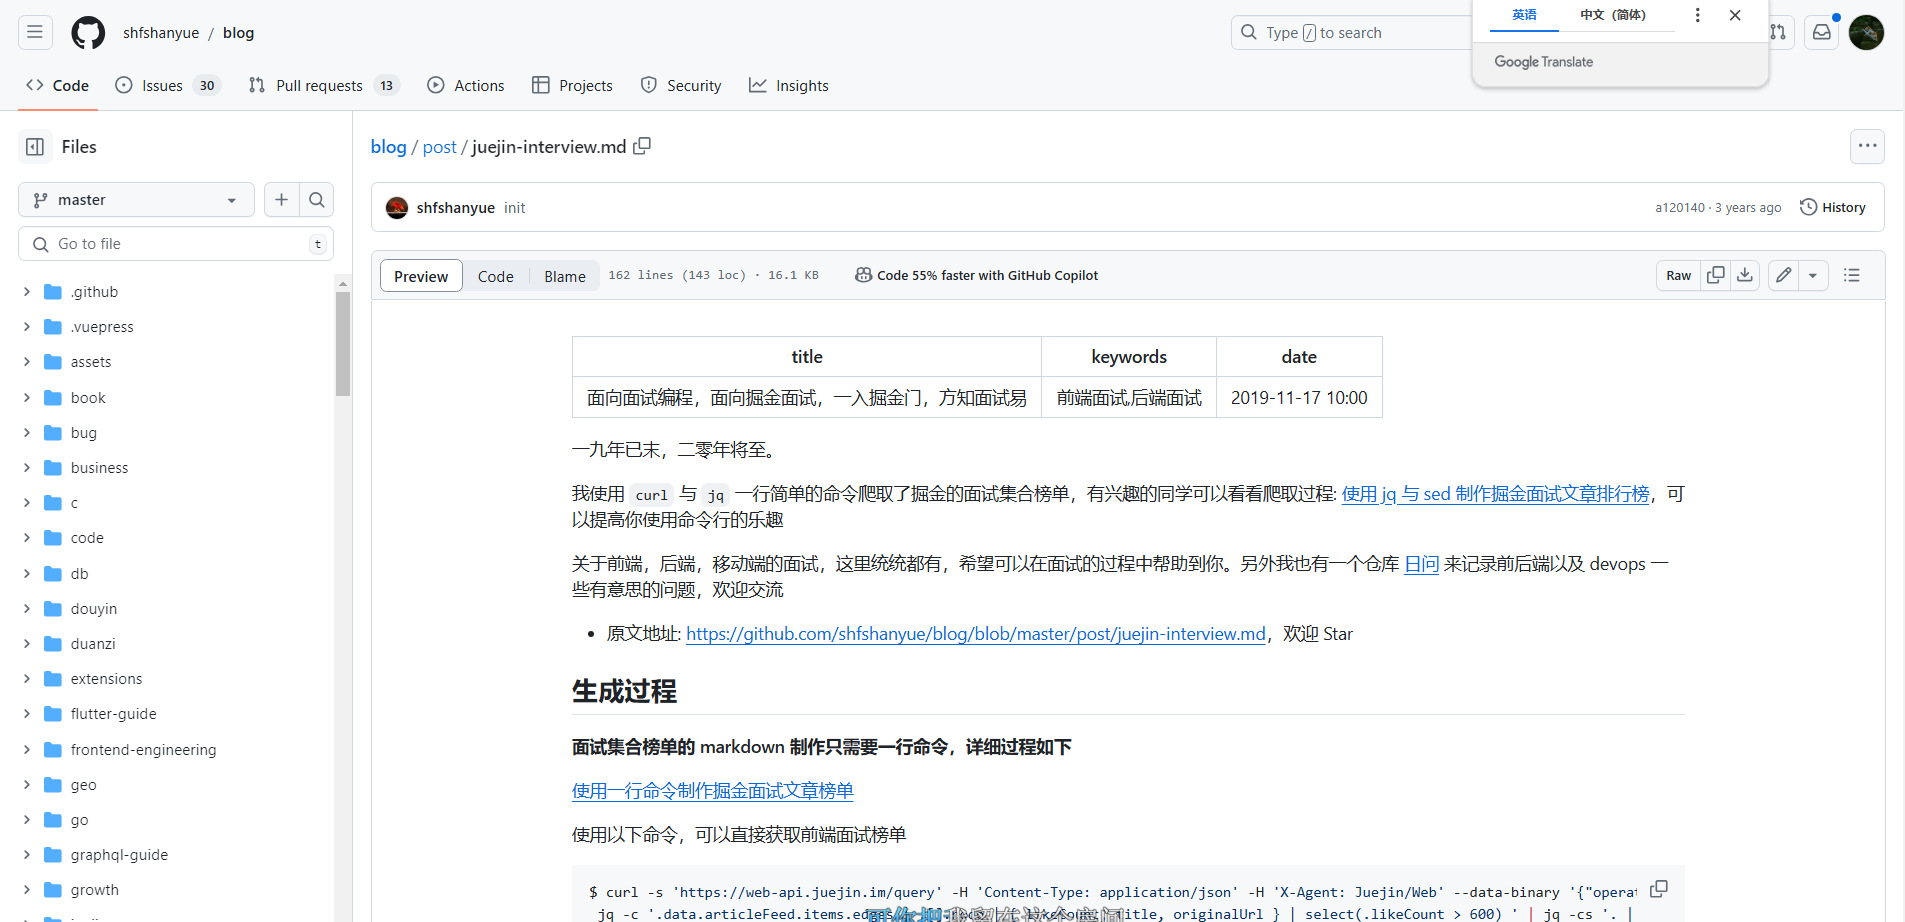 shfshanyue / blog
Type / to search
英语 中文（简体）
Google Translate
Code Issues 30 Pull requests 13 Actions Projects Security Insights
Files
master
Go to file t
.github
.vuepress
assets
book
bug
business
c
code
db
douyin
duanzi
extensions
flutter-guide
frontend-engineering
geo
go
graphql-guide
growth
blog / post / juejin-interview.md
shfshanyue init a120140 · 3 years ago History
Preview Code Blame 162 lines (143 loc) · 16.1 KB Code 55% faster with GitHub Copilot Raw
title keywords date
面向面试编程，面向掘金面试，一入掘金门，方知面试易 前端面试,后端面试 2019-11-17 10:00
一九年已末，二零年将至。
我使用 curl 与 jq 一行简单的命令爬取了掘金的面试集合榜单，有兴趣的同学可以看看爬取过程: 使用 jq 与 sed 制作掘金面试文章排行榜，可
以提高你使用命令行的乐趣
关于前端，后端，移动端的面试，这里统统都有，希望可以在面试的过程中帮助到你。另外我也有一个仓库 日问 来记录前后端以及 devops 一
些有意思的问题，欢迎交流
原文地址: https://github.com/shfshanyue/blog/blob/master/post/juejin-interview.md，欢迎 Star
生成过程
面试集合榜单的 markdown 制作只需要一行命令，详细过程如下
使用一行命令制作掘金面试文章榜单
使用以下命令，可以直接获取前端面试榜单
$ curl -s 'https://web-api.juejin.im/query' -H 'Content-Type: application/json' -H 'X-Agent: Juejin/Web' --data-binary '{"operat
jq -c '.data.articleFeed.items.edges title, originalUrl } | select(.likeCount > 600) ' | jq -cs '. |